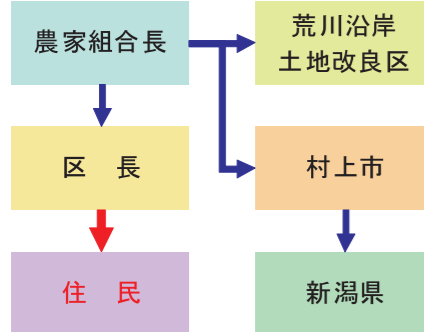 農家組合長
荒川沿岸
土地改良区
区　長
村上市
住　民
新潟県